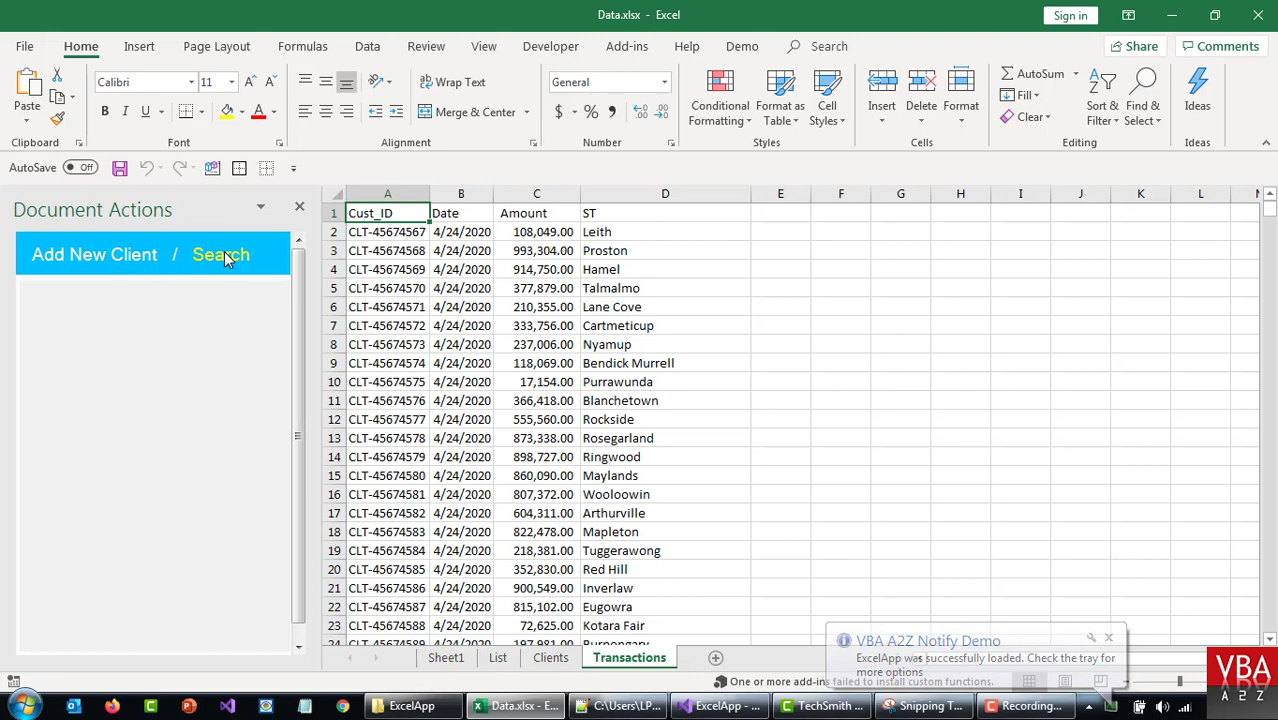 Data.xlsx - Excel
Sign in
File Home Insert Page Layout Formulas Data Review View Developer Add-ins Help Demo Search Share Comments
Paste Calibri 11 Wrap Text General AutoSum
B I U Merge & Center $ % Conditional Formatting Format as Table Cell Styles Insert Delete Format Fill Clear Sort & Filter Find & Select Ideas
Clipboard Font Alignment Number Styles Cells Editing Ideas
AutoSave Off
Document Actions
Add New Client / Search
A B C D E F G H I J K L
1 Cust_ID Date Amount ST
2 CLT-45674567 4/24/2020 108,049.00 Leith
3 CLT-45674568 4/24/2020 993,304.00 Proston
4 CLT-45674569 4/24/2020 914,750.00 Hamel
5 CLT-45674570 4/24/2020 377,879.00 Talmalmo
6 CLT-45674571 4/24/2020 210,355.00 Lane Cove
7 CLT-45674572 4/24/2020 333,756.00 Cartmeticup
8 CLT-45674573 4/24/2020 237,006.00 Nyamup
9 CLT-45674574 4/24/2020 118,069.00 Bendick Murrell
10 CLT-45674575 4/24/2020 17,154.00 Purrawunda
11 CLT-45674576 4/24/2020 366,418.00 Blanchetown
12 CLT-45674577 4/24/2020 555,560.00 Rockside
13 CLT-45674578 4/24/2020 873,338.00 Rosegarland
14 CLT-45674579 4/24/2020 898,727.00 Ringwood
15 CLT-45674580 4/24/2020 860,090.00 Maylands
16 CLT-45674581 4/24/2020 807,372.00 Wooloowin
17 CLT-45674582 4/24/2020 604,311.00 Arthurville
18 CLT-45674583 4/24/2020 822,478.00 Mapleton
19 CLT-45674584 4/24/2020 218,381.00 Tuggerawong
20 CLT-45674585 4/24/2020 352,830.00 Red Hill
21 CLT-45674586 4/24/2020 900,549.00 Inverlaw
22 CLT-45674587 4/24/2020 815,102.00 Eugowra
23 CLT-45674588 4/24/2020 72,625.00 Kotara Fair
24 CLT-45674589 4/24/2020 197,981.00
VBA A2Z Notify Demo
ExcelApp was successfully loaded. Check the tray for
more options
Sheet1 List Clients Transactions
One or more add-ins failed to install custom functions.
VBA
A 2 Z
ExcelApp Data.xlsx - E... C:\Users\LP... ExcelApp -... TechSmith ... Snipping T... Recording...